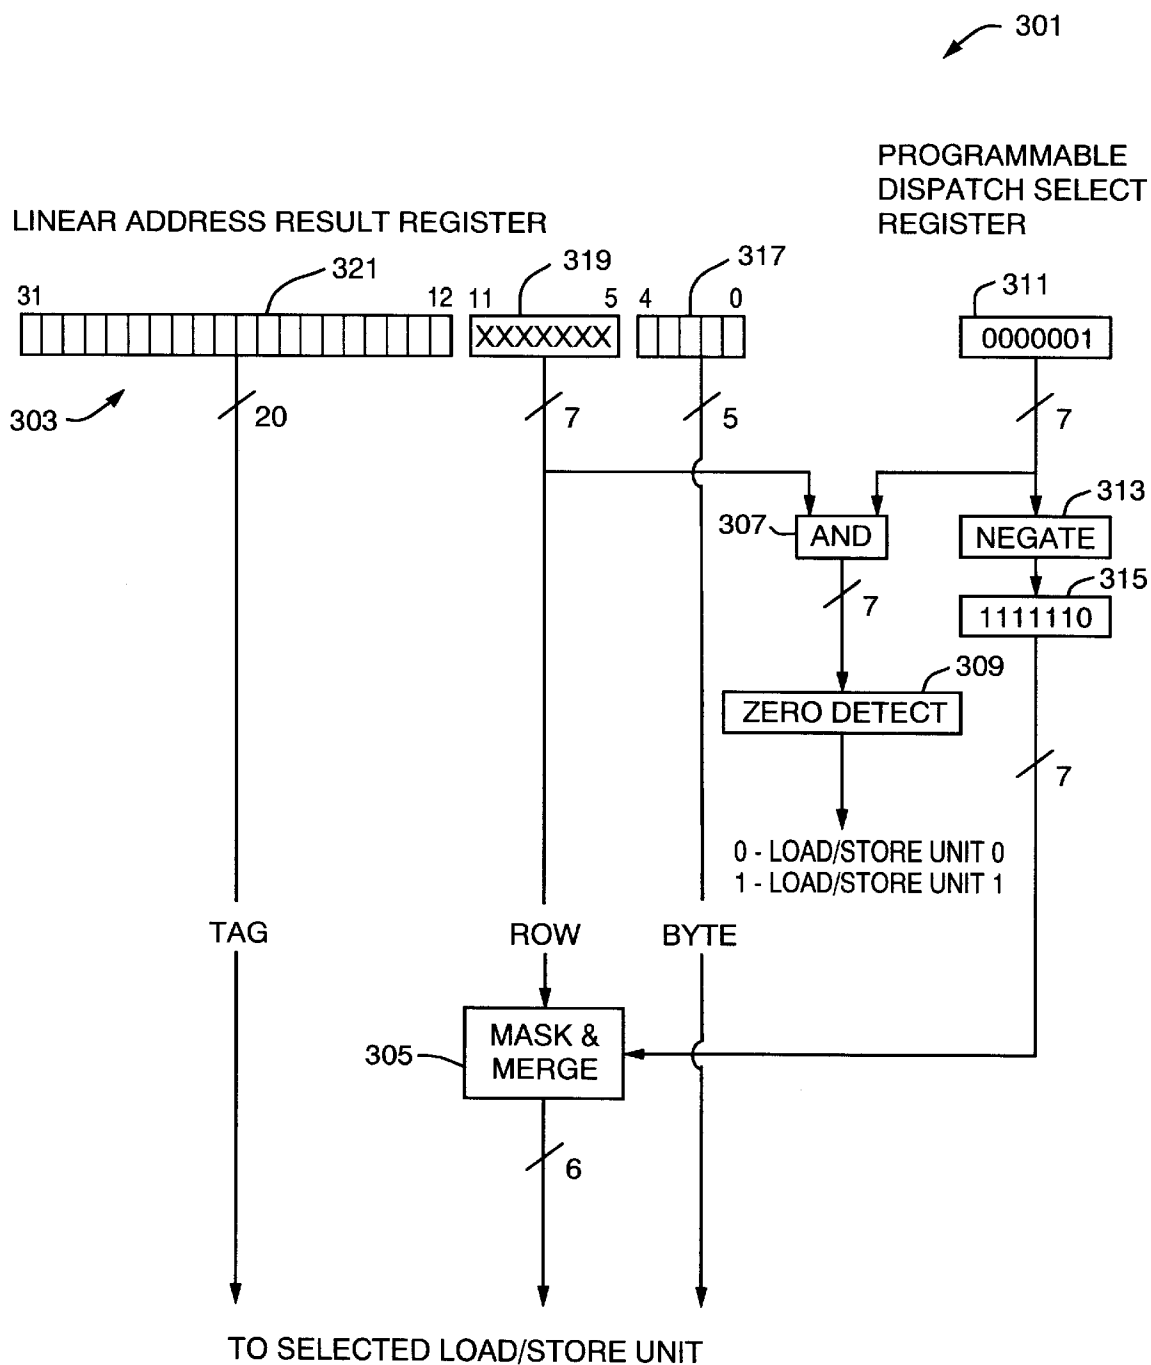 301
PROGRAMMABLE
DISPATCH SELECT
REGISTER
LINEAR ADDRESS RESULT REGISTER
321
319
317
311
31
12
11
5
4
0
XXXXXXX
0000001
303
20
7
5
7
307
AND
313
NEGATE
315
7
1111110
309
ZERO DETECT
7
0 - LOAD/STORE UNIT 0
1 - LOAD/STORE UNIT 1
TAG
ROW
BYTE
305
MASK &
MERGE
6
TO SELECTED LOAD/STORE UNIT